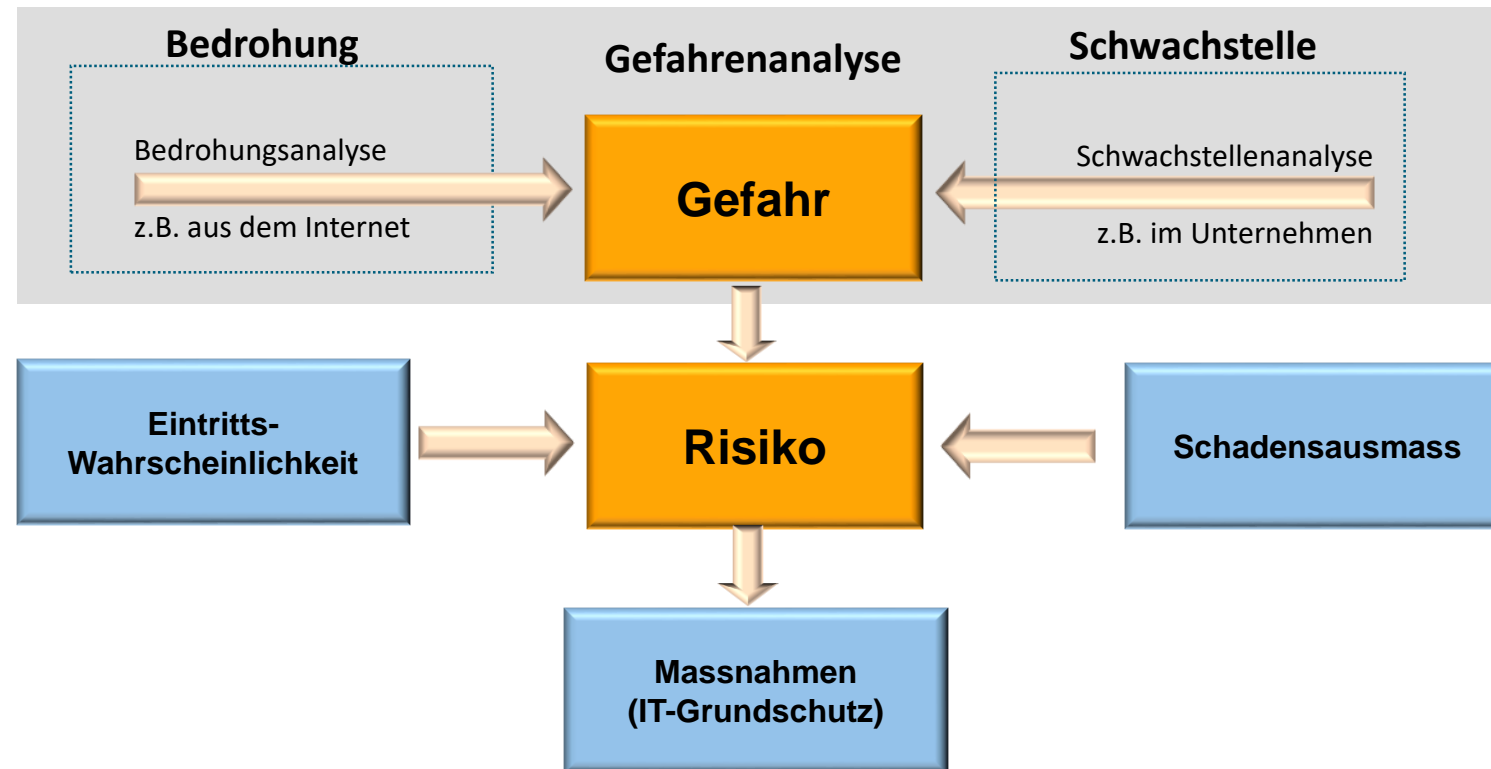 Bedrohung
Gefahrenanalyse
Schwachstelle
Bedrohungsanalyse
z.B. aus dem Internet
Gefahr
Schwachstellenanalyse
z.B. im Unternehmen
Eintritts-
Wahrscheinlichkeit
Risiko
Schadensausmass
Massnahmen
(IT-Grundschutz)